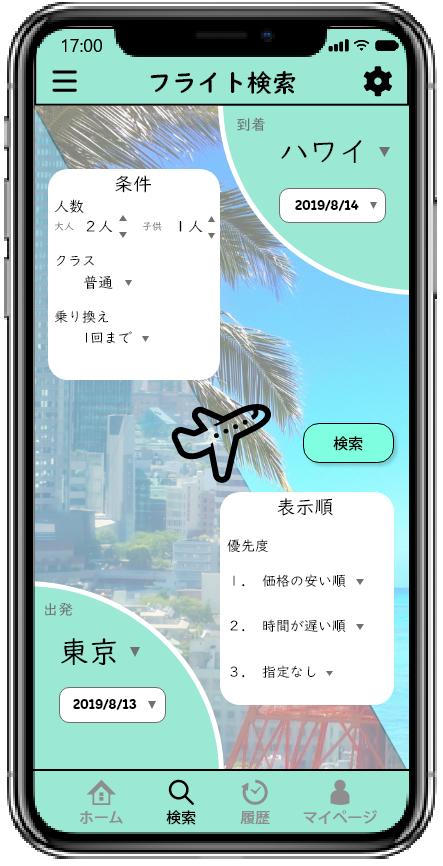 17:00
フライト検索
到着
ハワイ
2019/8/14
条件
人数
大人 2人 子供 1人
クラス
普通
乗り換え
1回まで
検索
表示順
優先度
1. 価格の安い順
2. 時間が遅い順
3. 指定なし
出発
東京
2019/8/13
ホーム 検索 履歴 マイページ